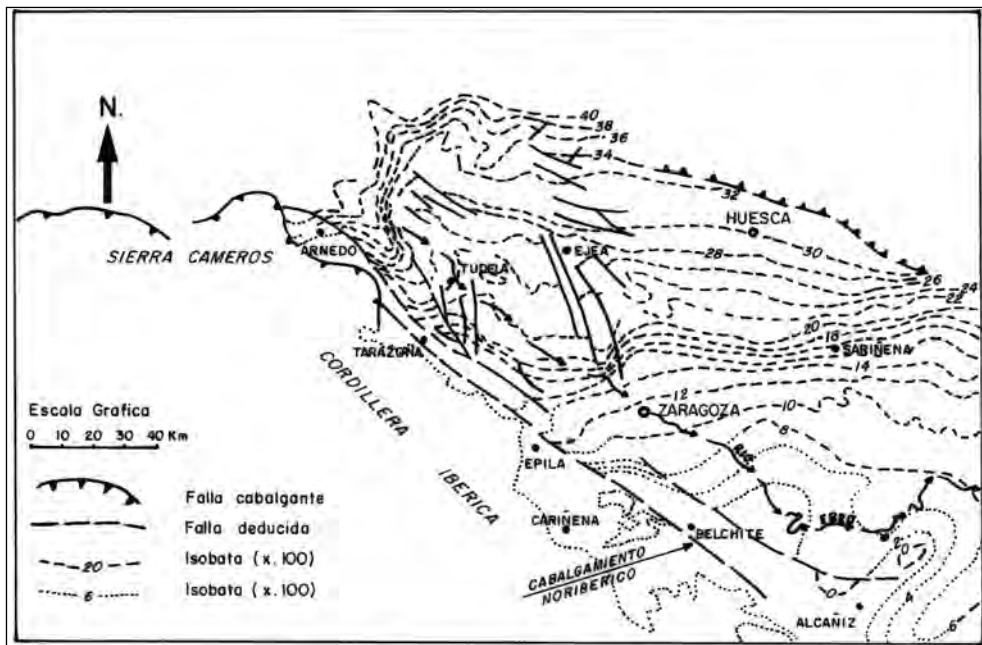 N.
40
38
36
34
32
HUESCA
30
28
26
24
22
SIERRA CAMEROS
ARNEDO
EJEA
TUDELA
20
18
SARIÑENA
14
TARAZONA
12
ZARAGOZA
10
8
CORDILLERA
IBERICA
Escala Grafica
0 10 20 30 40 Km
EPILA
RIO
EBRO
CARIÑENA
BELCHITE
CABALGAMIENTO
NORIBERICO
20
0
4
6
ALCAÑIZ
Falla cabalgante
Falla deducida
20
Isobata (x.100)
6
Isobata (x.100)